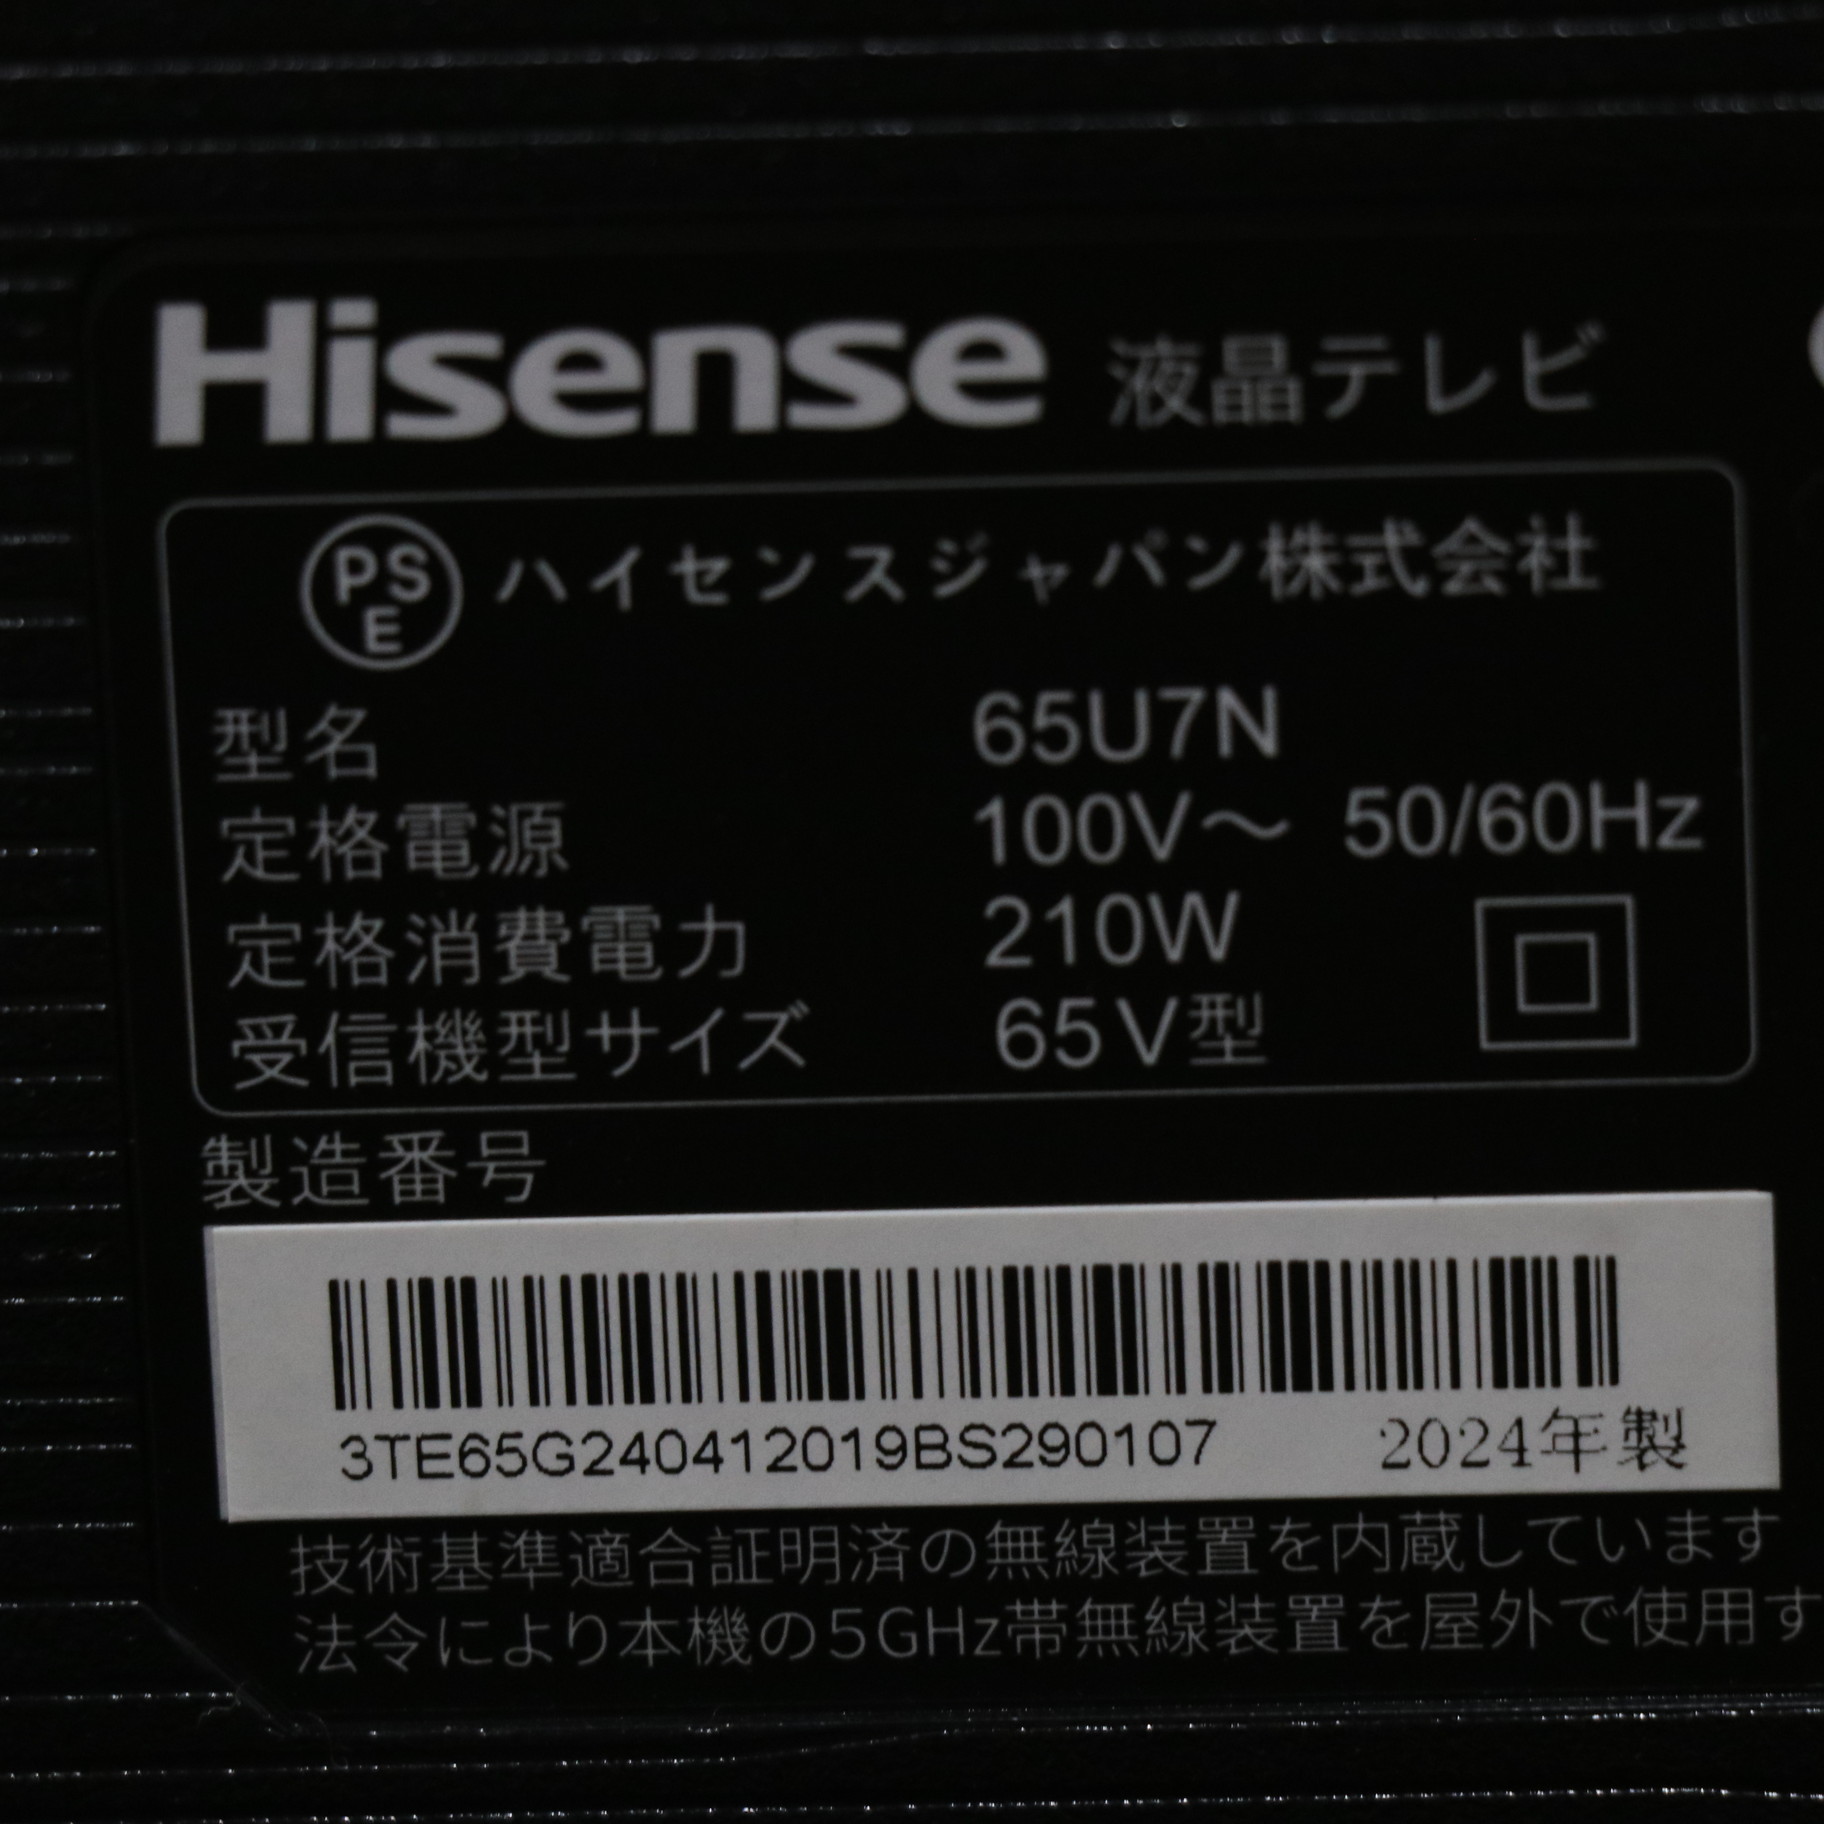 Hisense 液晶テレビ
PSE ハイセンスジャパン株式会社
型名 65U7N
定格電源 100V～ 50/60Hz
定格消費電力 210W
受信機型サイズ 65V型
製造番号
3TE65G240412019BS290107 2024年製
技術基準適合証明済の無線装置を内蔵しています
法令により本機の5GHz帯無線装置を屋外で使用す